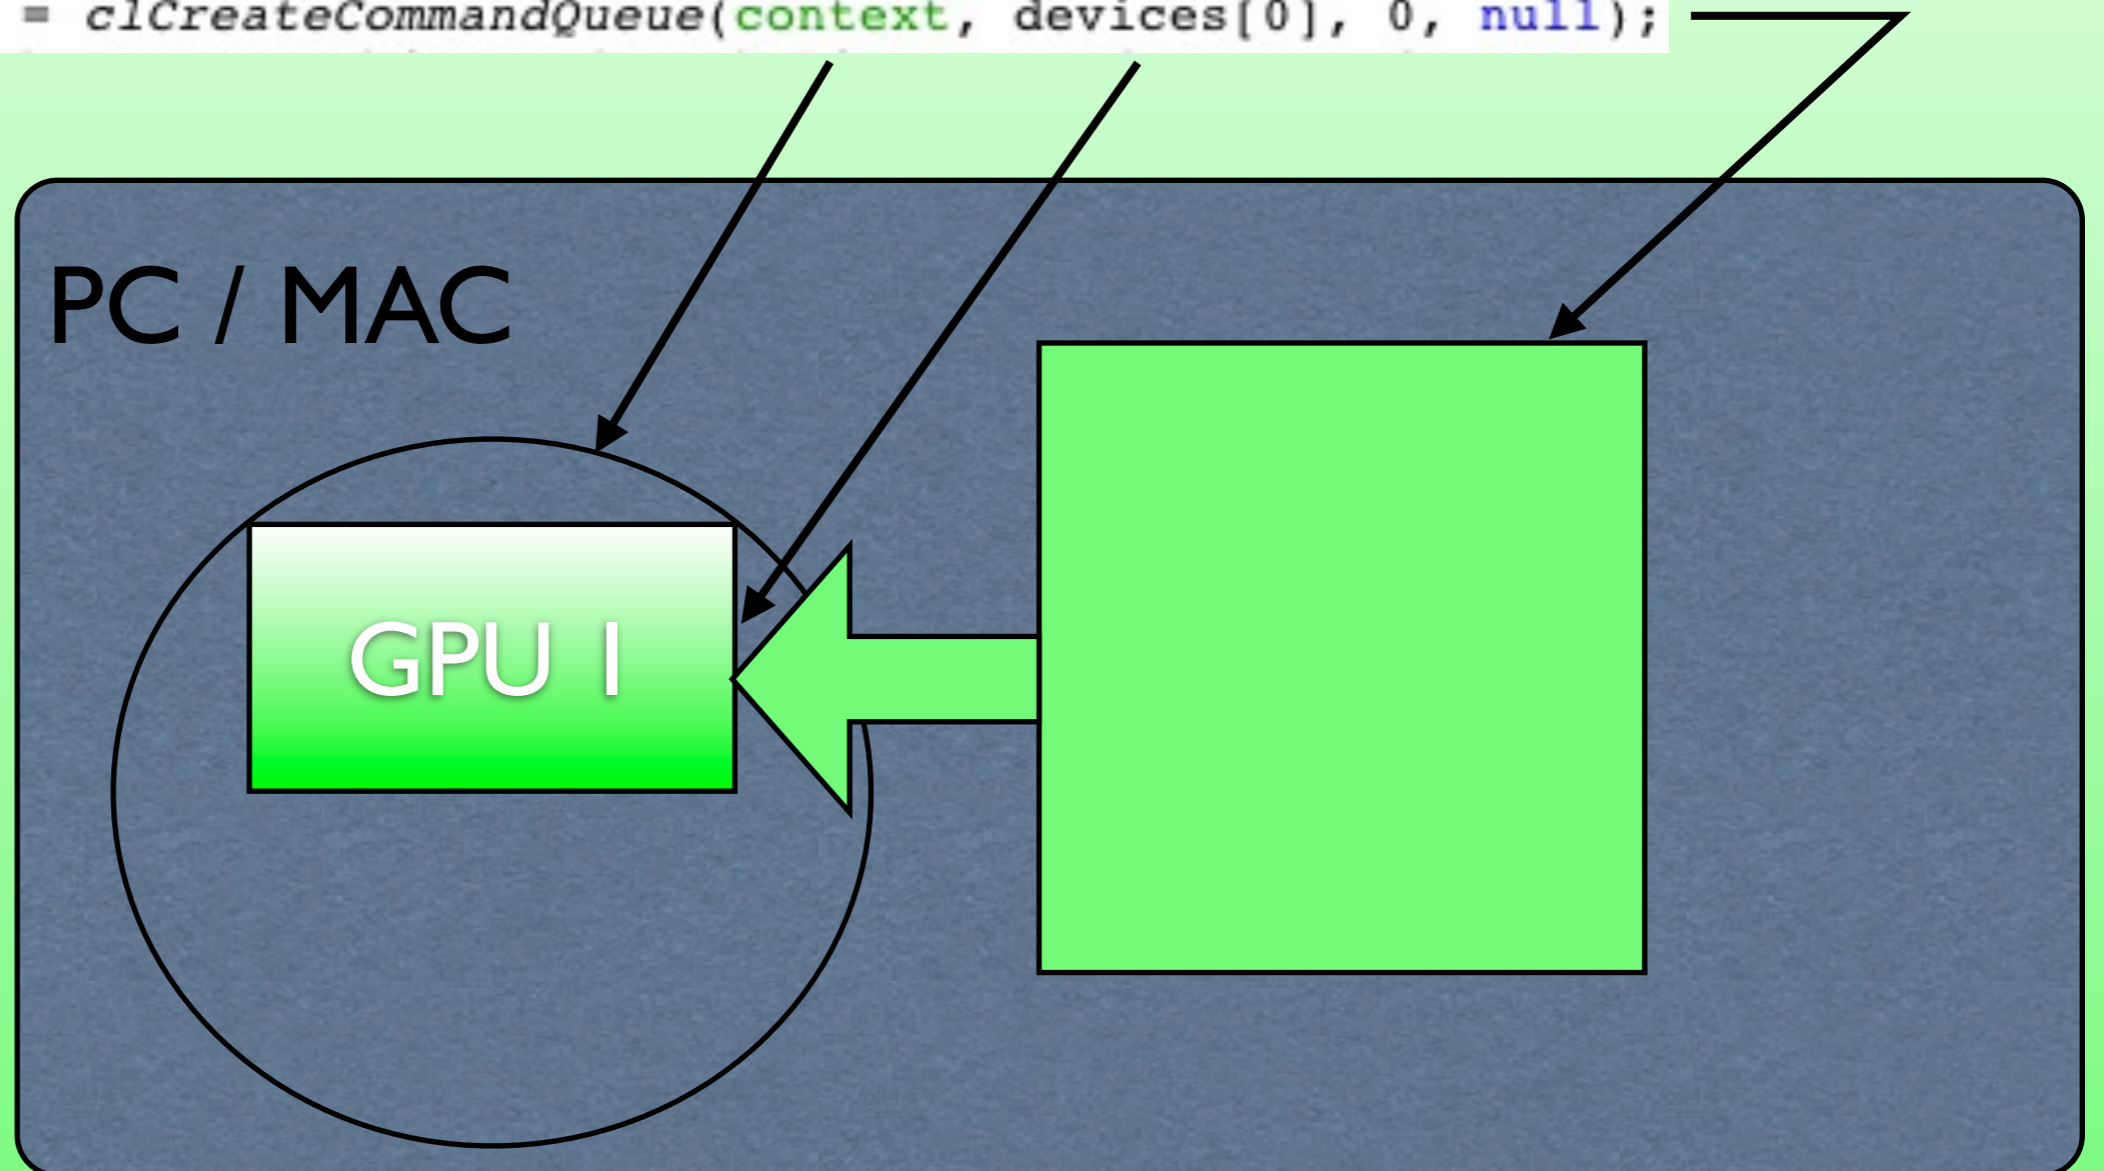 = clCreateCommandQueue(context, devices[0], 0, null);
PC / MAC
GPU 1